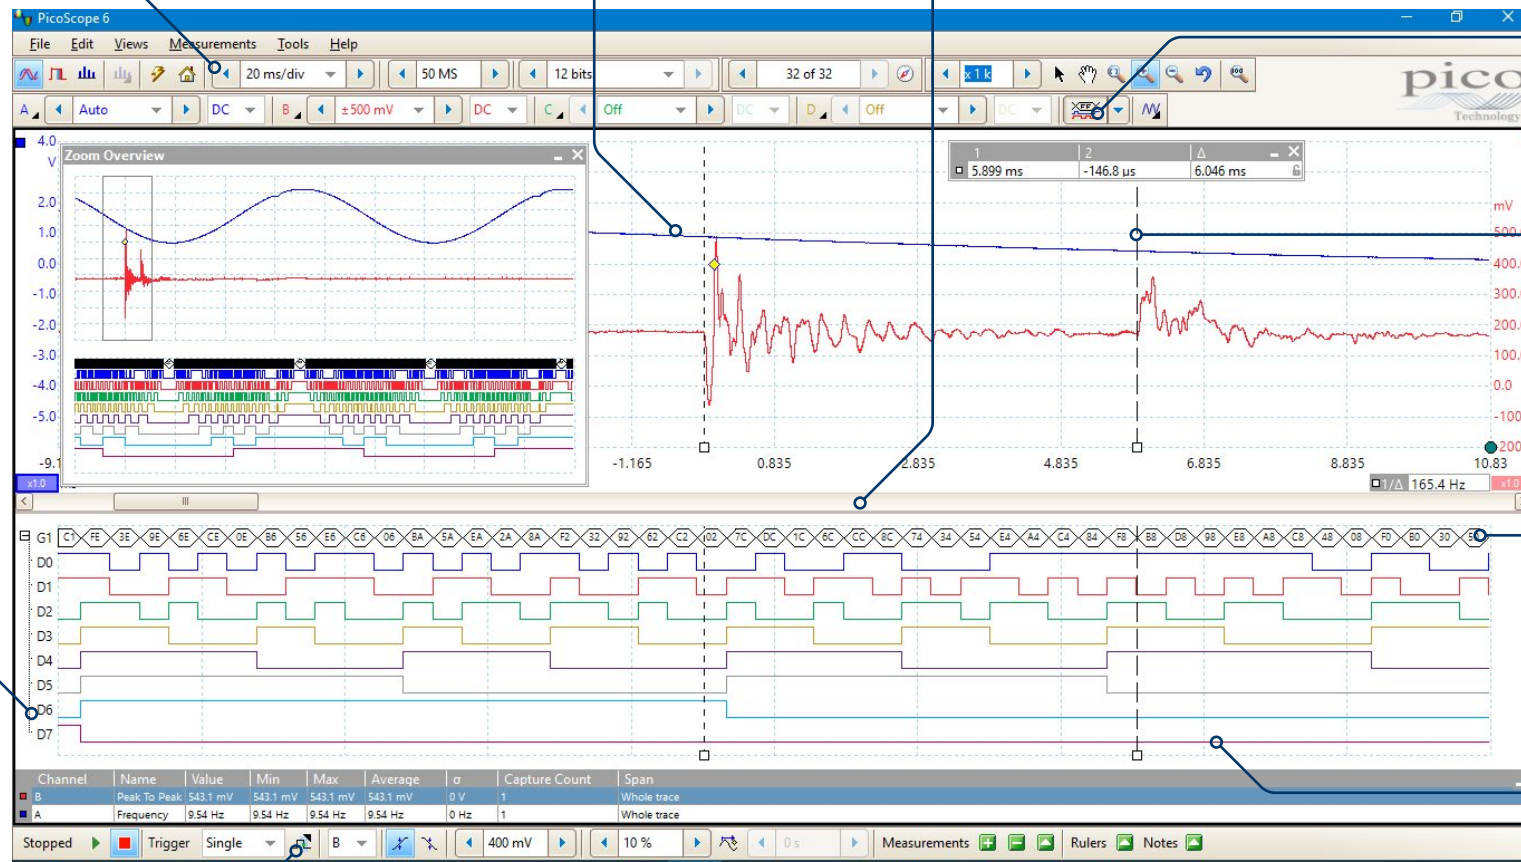 PicoScope 6
File Edit Views Measurements Tools Help
20 ms/div 50 MS 12 bits 32 of 32 x 1 k
pico
Technology
A Auto DC B ±500 mV DC C Off DC D Off DC
4.0
V
Zoom Overview
1 2 Δ
5.899 ms -146.8 µs 6.046 ms
2.0 mV
1.0 500.0
0.0 400.
-1.0 300.
-2.0 200.
-3.0 100.
-4.0 0.0
-5.0 -100
200
-9.1 -1.165 0.835 2.835 4.835 6.835 8.835 10.83
x1.0 1/Δ 165.4 Hz x1.0
G1 C1 FE 3E 9E 6E CE 0E B6 56 E6 C6 06 BA 5A EA 2A 8A F2 32 92 62 C2 02 7C DC 1C 6C CC 8C 74 34 54 E4 A4 C4 84 F8 B8 D8 98 E8 A8 C8 48 08 F0 B0 30
D0
D1
D2
D3
D4
D5
D6
D7
Channel Name Value Min Max Average σ Capture Count Span
B Peak To Peak 543.1 mV 543.1 mV 543.1 mV 543.1 mV 0 V 1 Whole trace
A Frequency 9.54 Hz 9.54 Hz 9.54 Hz 9.54 Hz 0 Hz 1 Whole trace
Stopped Trigger Single B 400 mV 10 % 0 s Measurements Rulers Notes